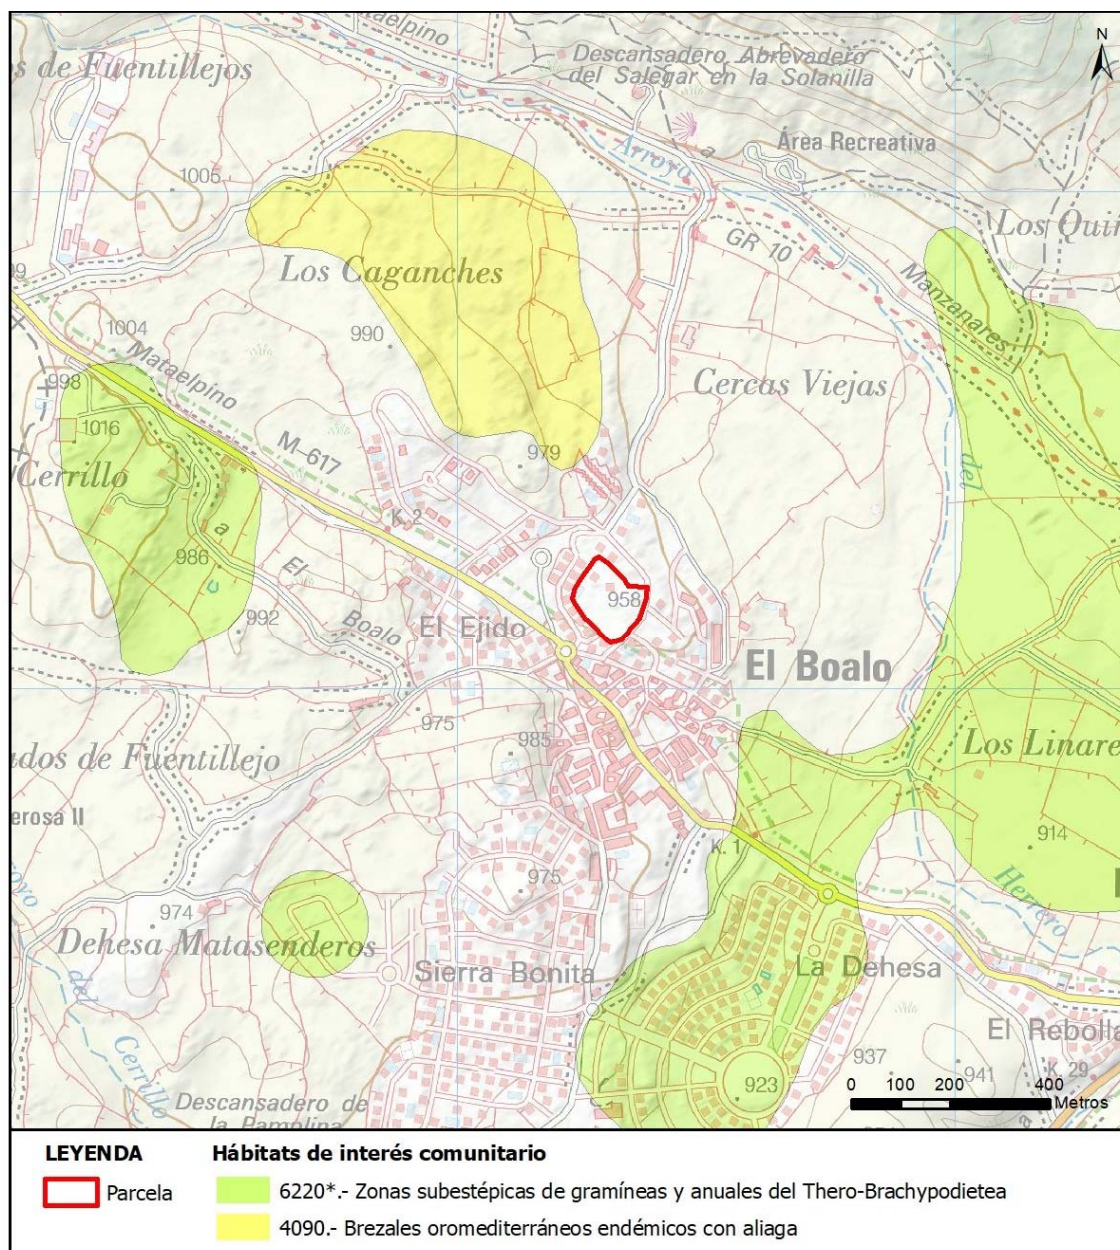 N
Mataelpino
Descansadero Abrevadero
del Salegar en la Solanilla
s de Fuentillejos
Área Recreativa
Arroyo
a
1005
GR 10
Los Quir
Los Caganches
Manzanares
99
1004
990
Mataelpino
Cercas Viejas
998
M-617
1016
979
Cerrillo
del
K. 2
a
986
El
958
992
Boalo
El Ejido
El Boalo
975
985
Los Linare
ados de Fuentillejo
erosa II
914
K. 1
Herrero
975
974
Dehesa Matasenderos
Sierra Bonita
La Dehesa
del
El Rebolla
Cerrillo
937
941
K. 29
923
Descansadero de
la Pamplina
a
0 100 200 400
Metros
LEYENDA
Hábitats de interés comunitario
Parcela
6220*.- Zonas subestépicas de gramíneas y anuales del Thero-Brachypodietea
4090.- Brezales oromediterráneos endémicos con aliaga